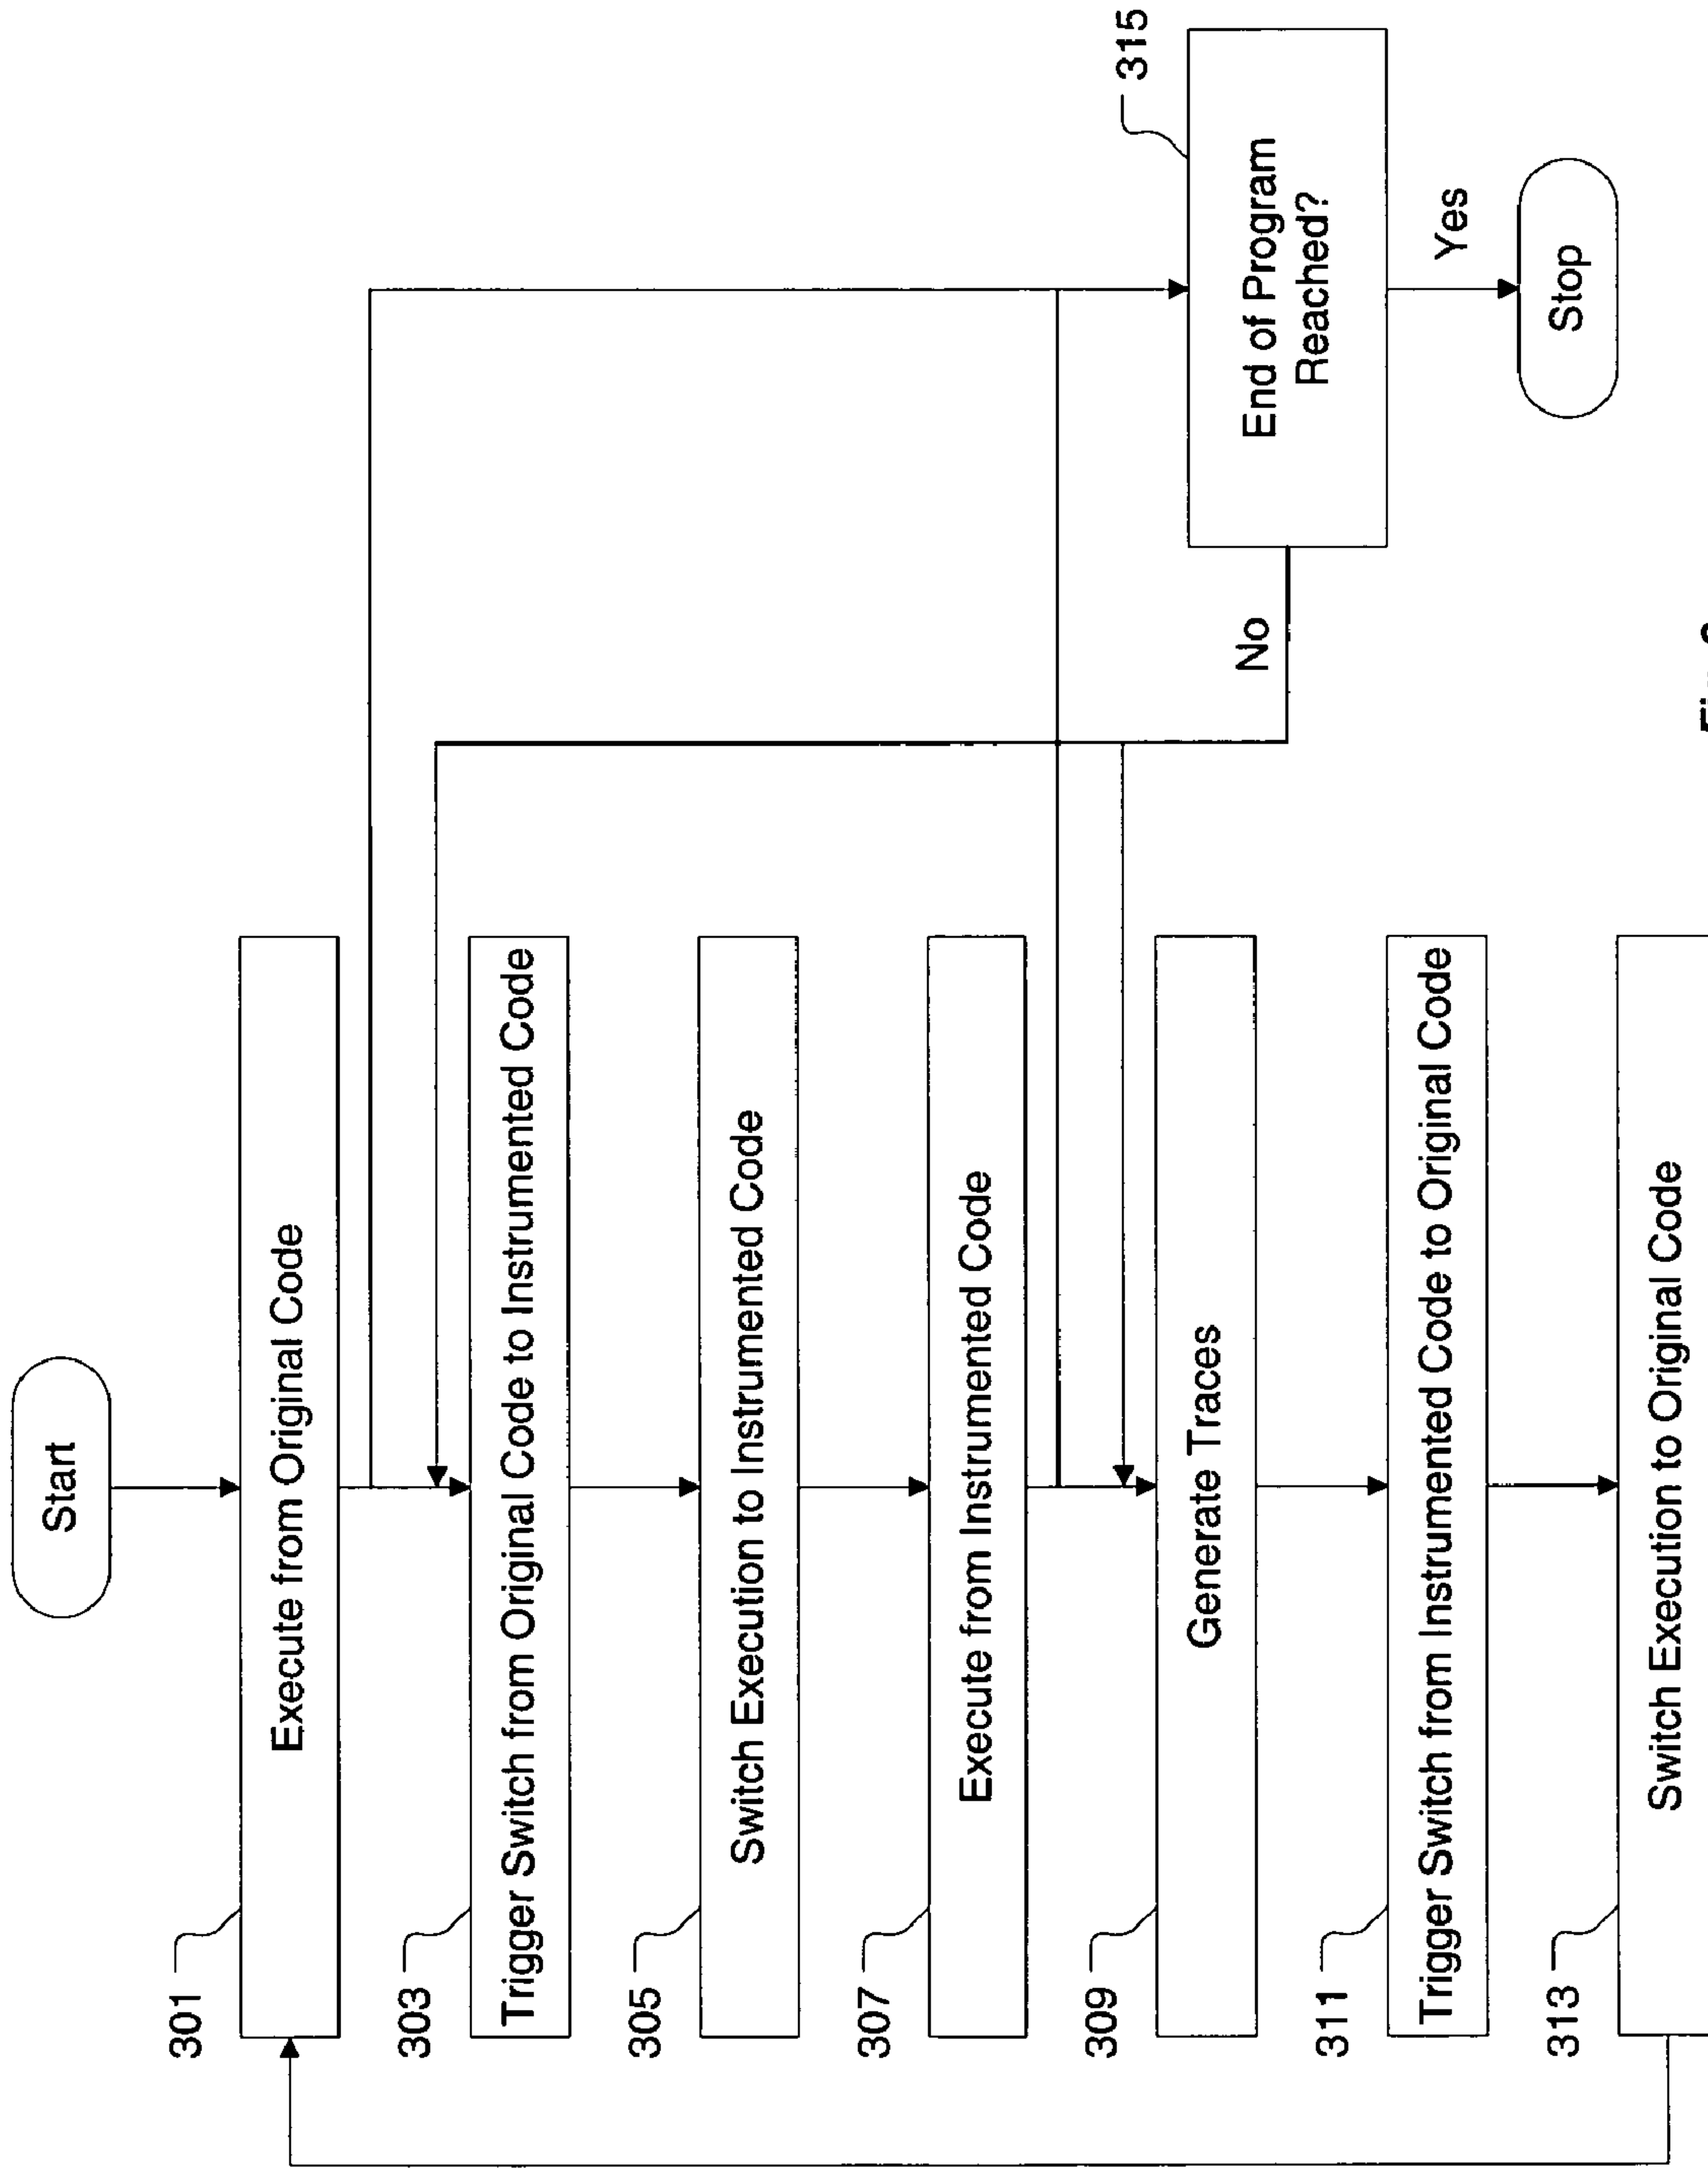 Start
301
Execute from Original Code
303
Trigger Switch from Original Code to Instrumented Code
305
Switch Execution to Instrumented Code
307
Execute from Instrumented Code
309
Generate Traces
311
Trigger Switch from Instrumented Code to Original Code
313
Switch Execution to Original Code
315
End of Program
Reached?
No
Yes
Stop